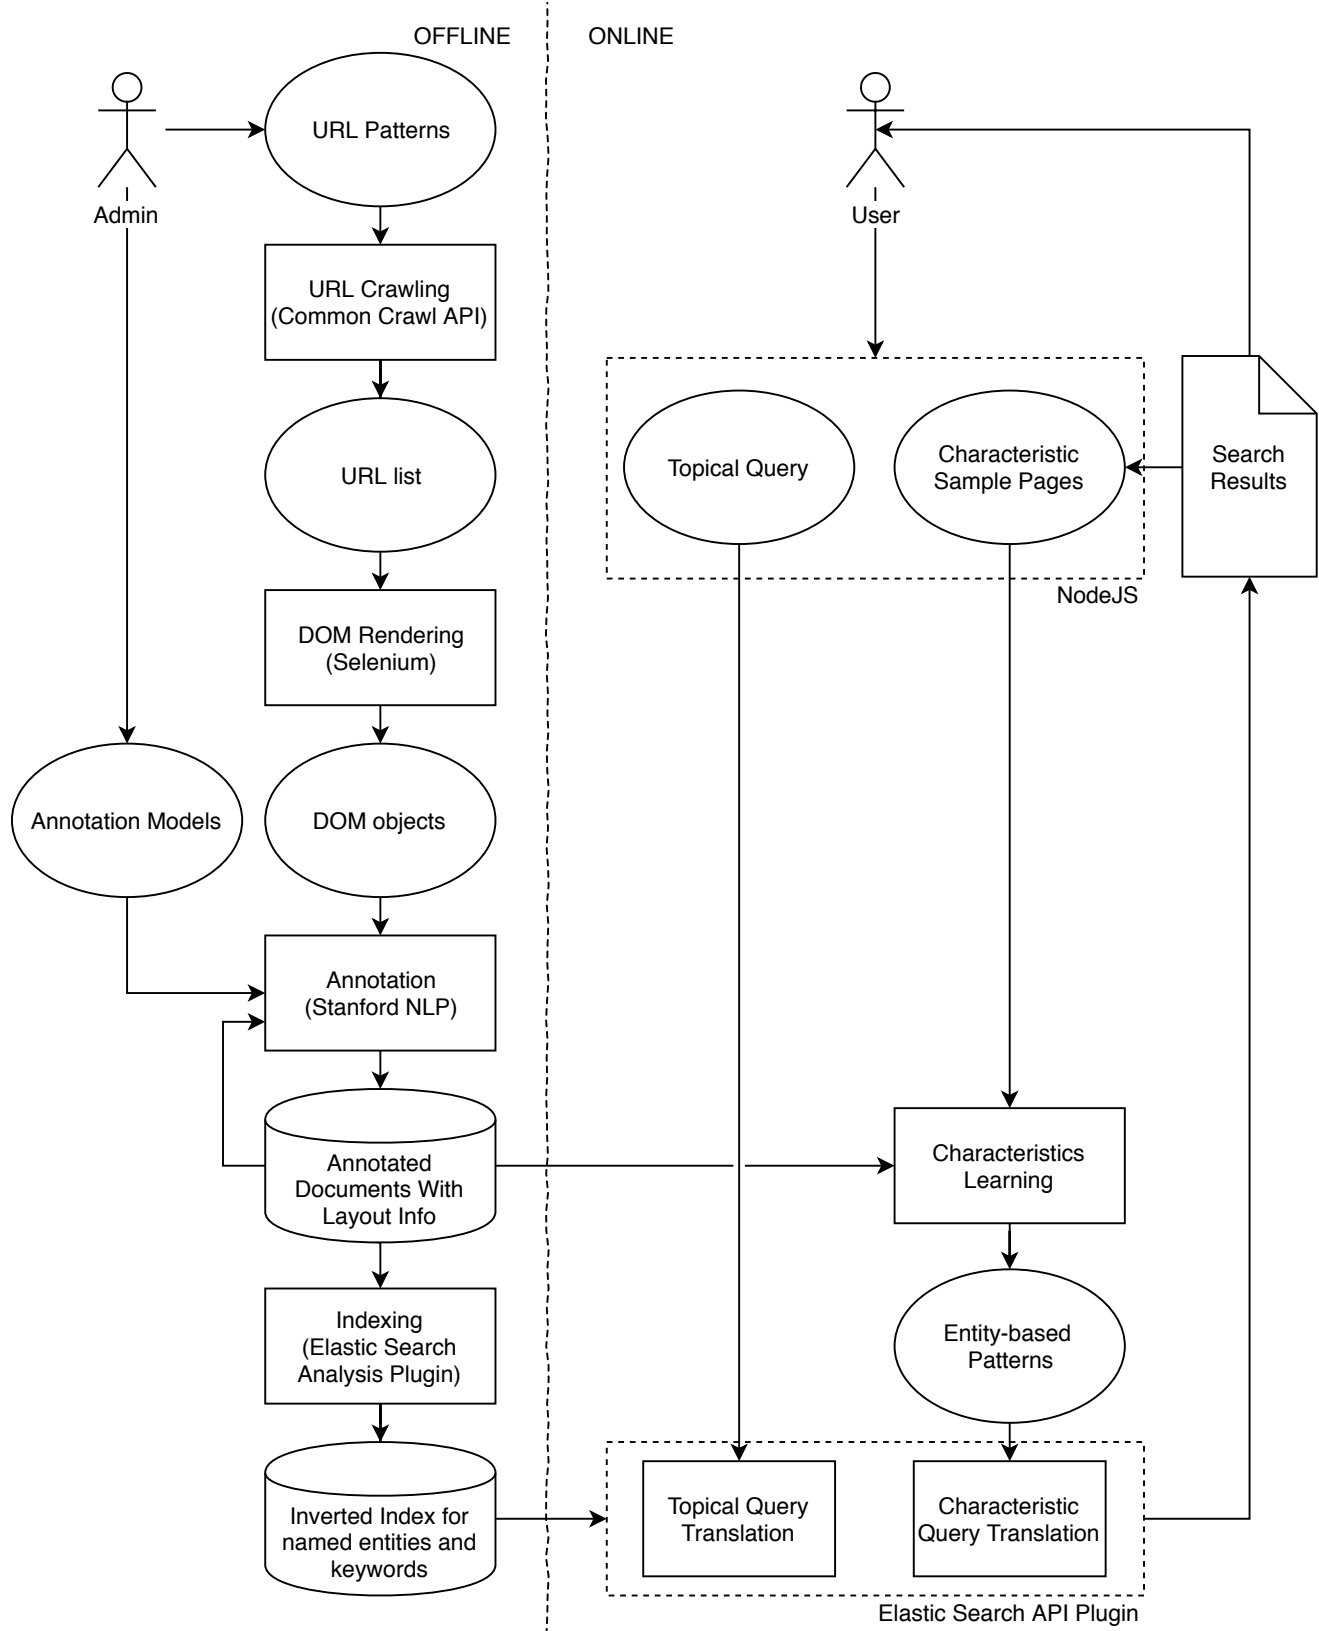 OFFLINE
ONLINE
URL Patterns
Admin
User
URL Crawling
(Common Crawl API)
URL list
Topical Query
Characteristic
Sample Pages
Search
Results
NodeJS
DOM Rendering
(Selenium)
Annotation Models
DOM objects
Annotation
(Stanford NLP)
Annotated
Documents With
Layout Info
Characteristics
Learning
Indexing
(Elastic Search
Analysis Plugin)
Entity-based
Patterns
Inverted Index for
named entities and
keywords
Topical Query
Translation
Characteristic
Query Translation
Elastic Search API Plugin